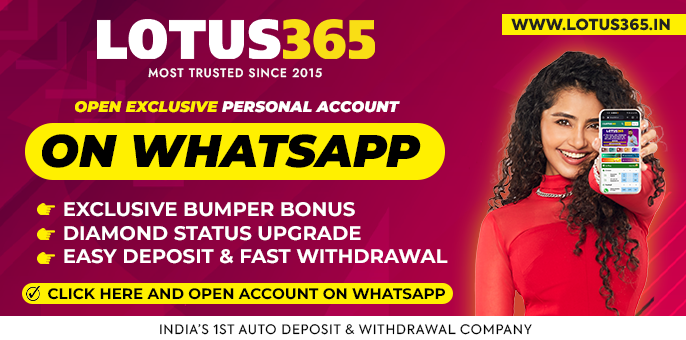 LOTUS365
MOST TRUSTED SINCE 2015
WWW.LOTUS365.IN
OPEN EXCLUSIVE PERSONAL ACCOUNT
ON WHATSAPP
EXCLUSIVE BUMPER BONUS
DIAMOND STATUS UPGRADE
EASY DEPOSIT & FAST WITHDRAWAL
CLICK HERE AND OPEN ACCOUNT ON WHATSAPP
LOTUS365
INDIA'S 1ST AUTO DEPOSIT & WITHDRAWAL COMPANY